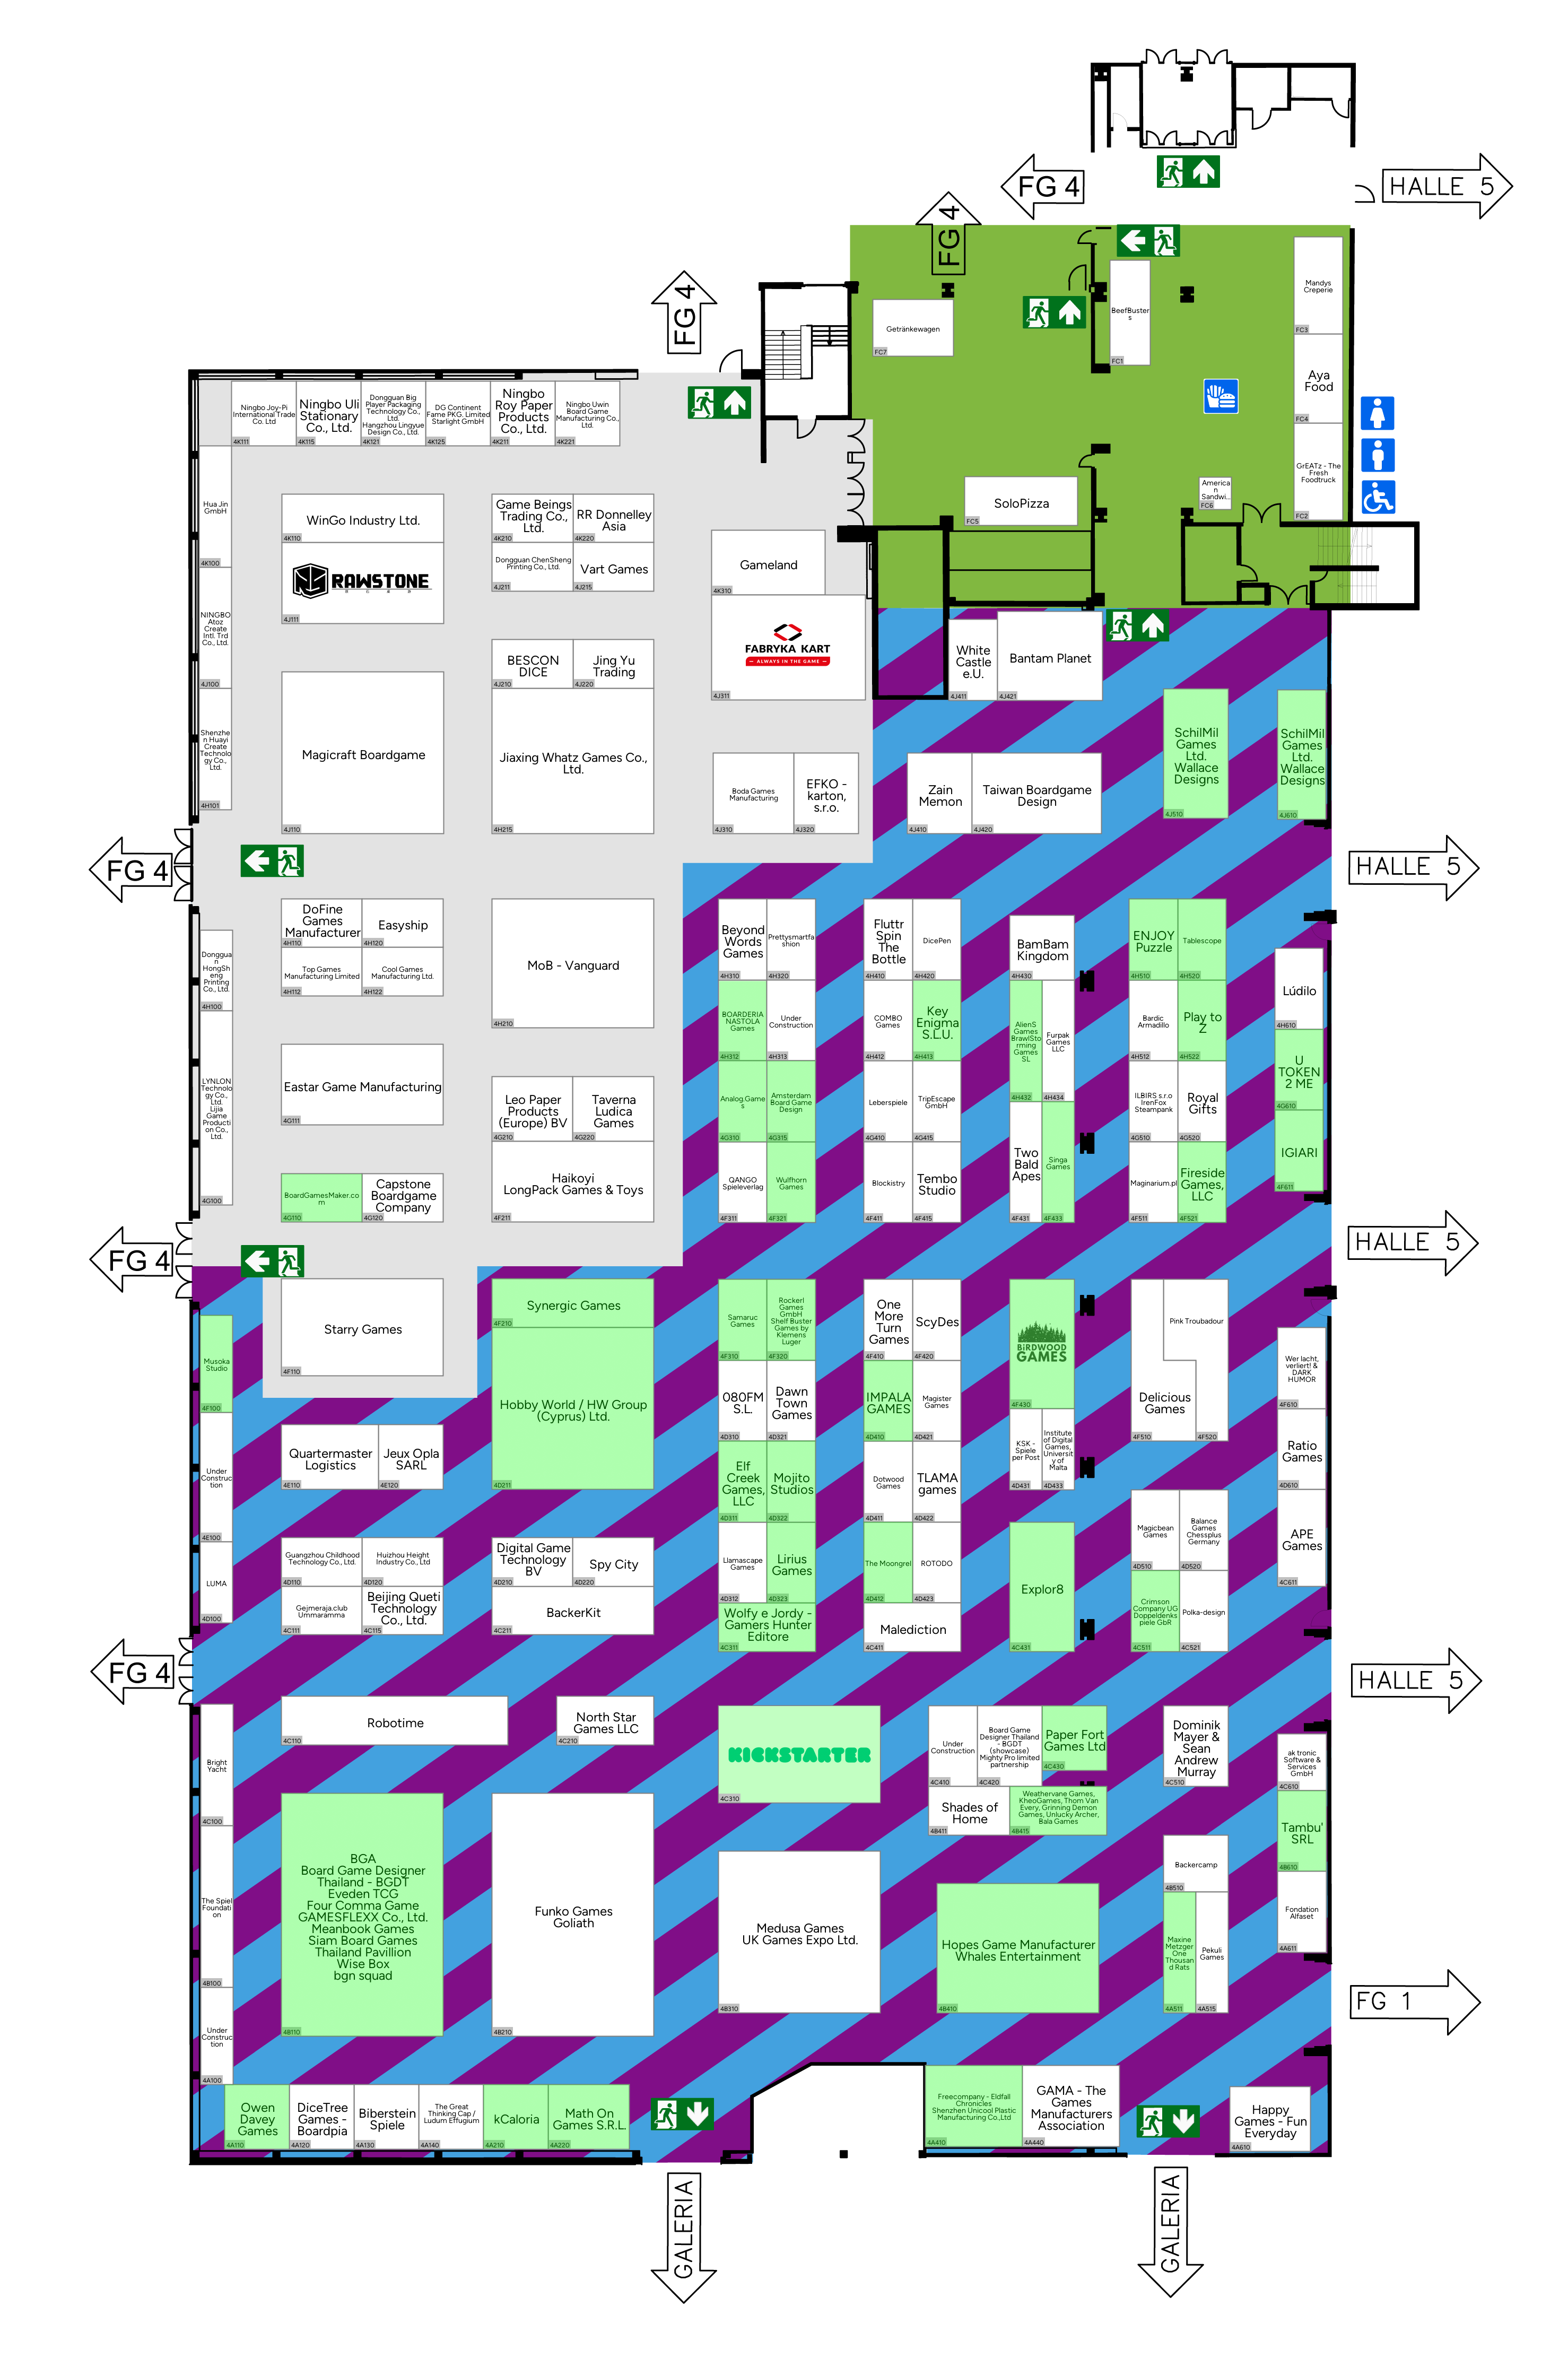 FG 4
HALLE 5
FG 4
FG 4
Getränkewagen
FC7
BeefBuster
s
FC1
Mandys
Creperie
FC3
Aya
Food
FC4
GrEATz - The
Fresh
Foodtruck
FC2
America
n
Sandwi...
FC6
SoloPizza
FC5
Ningbo Joy-Pi
International Trade
Co. Ltd
4K111
Ningbo Uli
Stationary
Co., Ltd.
4K115
Dongguan Big
Player Packaging
Technology Co.,
Ltd.
Hangzhou Lingyue
Design Co., Ltd.
4K121
DG Continent
Fame PKG. Limited
Starlight GmbH
4K125
Ningbo
Roy Paper
Products
Co., Ltd.
4K211
Ningbo Uwin
Board Game
Manufacturing Co.,
Ltd.
4K221
Hua Jin
GmbH
4K100
NINGBO
Atoz
Create
Intl. Trd
Co., Ltd.
4J100
Shenzhe
n Huayi
Create
Technolo
gy Co.,
Ltd.
4H101
WinGo Industry Ltd.
4K110
RAWSTONE
4J111
Game Beings
Trading Co.,
Ltd.
4K210
RR Donnelley
Asia
4K220
Dongguan ChenSheng
Printing Co., Ltd.
4J211
Vart Games
4J215
Gameland
4K310
FABRYKA KART
ALWAYS IN THE GAME
4J311
BESCON
DICE
4J210
Jing Yu
Trading
4J220
Magicraft Boardgame
4J110
Jiaxing Whatz Games Co.,
Ltd.
4H215
Boda Games
Manufacturing
4J310
EFKO -
karton,
s.r.o.
4J320
White
Castle
e.U.
4J411
Bantam Planet
4J421
Zain
Memon
4J410
Taiwan Boardgame
Design
4J420
SchilMil
Games
Ltd.
Wallace
Designs
4J510
SchilMil
Games
Ltd.
Wallace
Designs
4J610
FG 4
HALLE 5
DoFine
Games
Manufacturer
4H110
Easyship
4H120
Top Games
Manufacturing Limited
4H112
Cool Games
Manufacturing Ltd.
4H122
MoB - Vanguard
4H210
Donggua
n
HongSh
eng
Printing
Co., Ltd.
4H100
LYNLON
Technolo
gy Co.,
Ltd.
Lijia
Game
Producti
on Co.,
Ltd.
4G100
Eastar Game Manufacturing
4G111
Leo Paper
Products
(Europe) BV
4G210
Taverna
Ludica
Games
4G220
BoardGamesMaker.co
m
4G110
Capstone
Boardgame
Company
4G120
Haikoyi
LongPack Games & Toys
4F211
Beyond
Words
Games
4H310
Prettysmartfa
shion
4H320
BOARDERIA
NASTOLA
Games
4H312
Under
Construction
4H313
Analog.Game
s
4G310
Amsterdam
Board Game
Design
4G315
QANGO
Spieleverlag
4F311
Wulfhorn
Games
4F321
Fluttr
Spin
The
Bottle
4H410
DicePen
4H420
COMBO
Games
4H412
Key
Enigma
S.L.U.
4H413
Leberspiele
4G410
TripEscape
GmbH
4G415
Blockistry
4F411
Tembo
Studio
4F415
BamBam
Kingdom
4H430
AlienS
Games
BrawlSto
rming
Games
SL
4H432
Furpak
Games
LLC
4H434
Two
Bald
Apes
4F431
Singa
Games
4F433
ENJOY
Puzzle
4H510
Tablescope
4H520
Bardic
Armadillo
4H512
Play to
Z
4H522
ILBIRS s.r.o
IrenFox
Steampank
4G510
Royal
Gifts
4G520
Maginarium.pl
4F511
Fireside
Games,
LLC
4F521
Lúdilo
4H610
U
TOKEN
2 ME
4G610
IGIARI
4F611
FG 4
HALLE 5
Starry Games
4F110
Synergic Games
4F210
Hobby World / HW Group
(Cyprus) Ltd.
4D211
Musoka
Studio
4F100
Under
Construc
tion
4E100
LUMA
4D100
Quartermaster
Logistics
4E110
Jeux Opla
SARL
4E120
Guangzhou Childhood
Technology Co., Ltd.
4D110
Huizhou Height
Industry Co., Ltd
4D120
Gejmeraja.club
Ummaramma
4C111
Beijing Queti
Technology
Co., Ltd.
4C115
Digital Game
Technology
BV
4D210
Spy City
4D220
BackerKit
4C211
Samaruc
Games
4F310
Rockerl
Games
GmbH
Shelf Buster
Games by
Klemens
Luger
4F320
080FM
S.L.
4D310
Dawn
Town
Games
4D321
Elf
Creek
Games,
LLC
4D311
Mojito
Studios
4D322
Llamascape
Games
4D312
Lirius
Games
4D323
Wolfy e Jordy -
Gamers Hunter
Editore
4C311
One
More
Turn
Games
4F410
ScyDes
4F420
IMPALA
GAMES
4D410
Magister
Games
4D421
Dotwood
Games
4D411
TLAMA
games
4D422
The Moongrel
4D412
ROTODO
4D423
Malediction
4C411
BIRDWOOD
GAMES
4F430
KSK -
Spiele
per Post
4D431
Institute
of Digital
Games,
Universit
y of
Malta
4D433
Explor8
4C431
Delicious
Games
4F510
Pink Troubadour
4F520
Magicbean
Games
4D510
Balance
Games
Chessplus
Germany
4D520
Crimson
Company UG
Doppeldenks
piele GbR
4C511
Polka-design
4C521
Wer lacht,
verliert! &
DARK
HUMOR
4F610
Ratio
Games
4D610
APE
Games
4C611
FG 4
HALLE 5
Robotime
4C110
North Star
Games LLC
4C210
KICKSTARTER
4C310
Under
Construction
4C410
Board Game
Designer Thailand
- BGDT
(showcase)
Mighty Pro limited
partnership
4C420
Paper Fort
Games Ltd
4C430
Shades of
Home
4B411
Weathervane Games,
KheoGames, Thom Van
Every, Grinning Demon
Games, Unlucky Archer,
Bala Games
4B415
Dominik
Mayer &
Sean
Andrew
Murray
4C510
ak tronic
Software &
Services
GmbH
4C610
Tambu'
SRL
4B610
Fondation
Alfaset
4A611
Bright
Yacht
4C100
The Spiel
Foundati
on
4B100
Under
Construc
tion
4A100
BGA
Board Game Designer
Thailand - BGDT
Eveden TCG
Four Comma Game
GAMESFLEXX Co., Ltd.
Meanbook Games
Siam Board Games
Thailand Pavillion
Wise Box
bgn squad
4B110
Funko Games
Goliath
4B210
Medusa Games
UK Games Expo Ltd.
4B310
Hopes Game Manufacturer
Whales Entertainment
4B410
Backercamp
4B510
Maxine
Metzger
One
Thousan
d Rats
4A511
Pekuli
Games
4A515
FG 1
Owen
Davey
Games
4A110
DiceTree
Games -
Boardpia
4A120
Biberstein
Spiele
4A130
The Great
Thinking Cap /
Ludum Effugium
4A140
kCaloria
4A210
Math On
Games S.R.L.
4A220
Freecompany - Eldfall
Chronicles
Shenzhen Unicool Plastic
Manufacturing Co.,Ltd
4A410
GAMA - The
Games
Manufacturers
Association
4A440
Happy
Games - Fun
Everyday
4A610
GALERIA
GALERIA